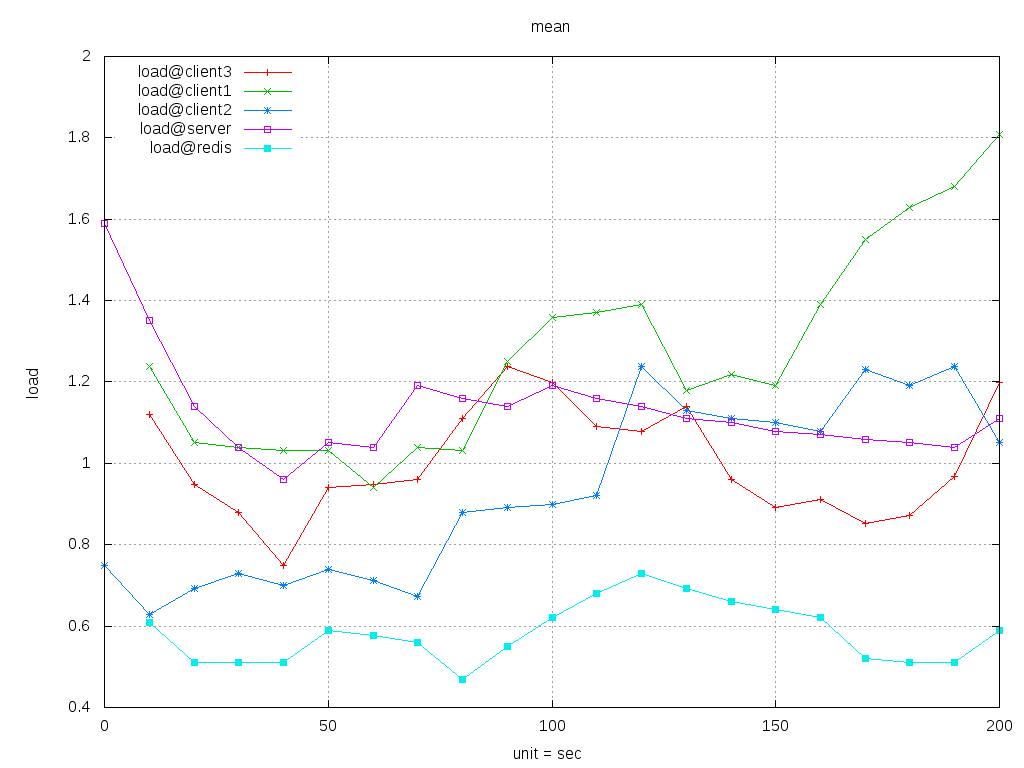 mean
load@client3
load@client1
load@client2
load@server
load@redis
2
1.8
1.6
1.4
1.2
1
0.8
0.6
0.4
load
0 50 100 150 200
unit = sec